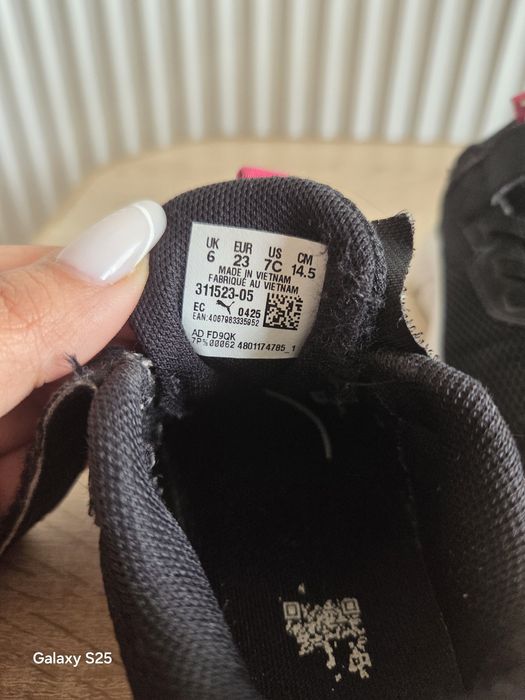 UK EUR US CM
6 23 7C 14.5
MADE IN VIETNAM
FABRIQUÉ AU VIETNAM
311523-05
EC 0425
EAN:4067983335952
AD FD9QK
7P%00062 4801174785_1
Galaxy S25